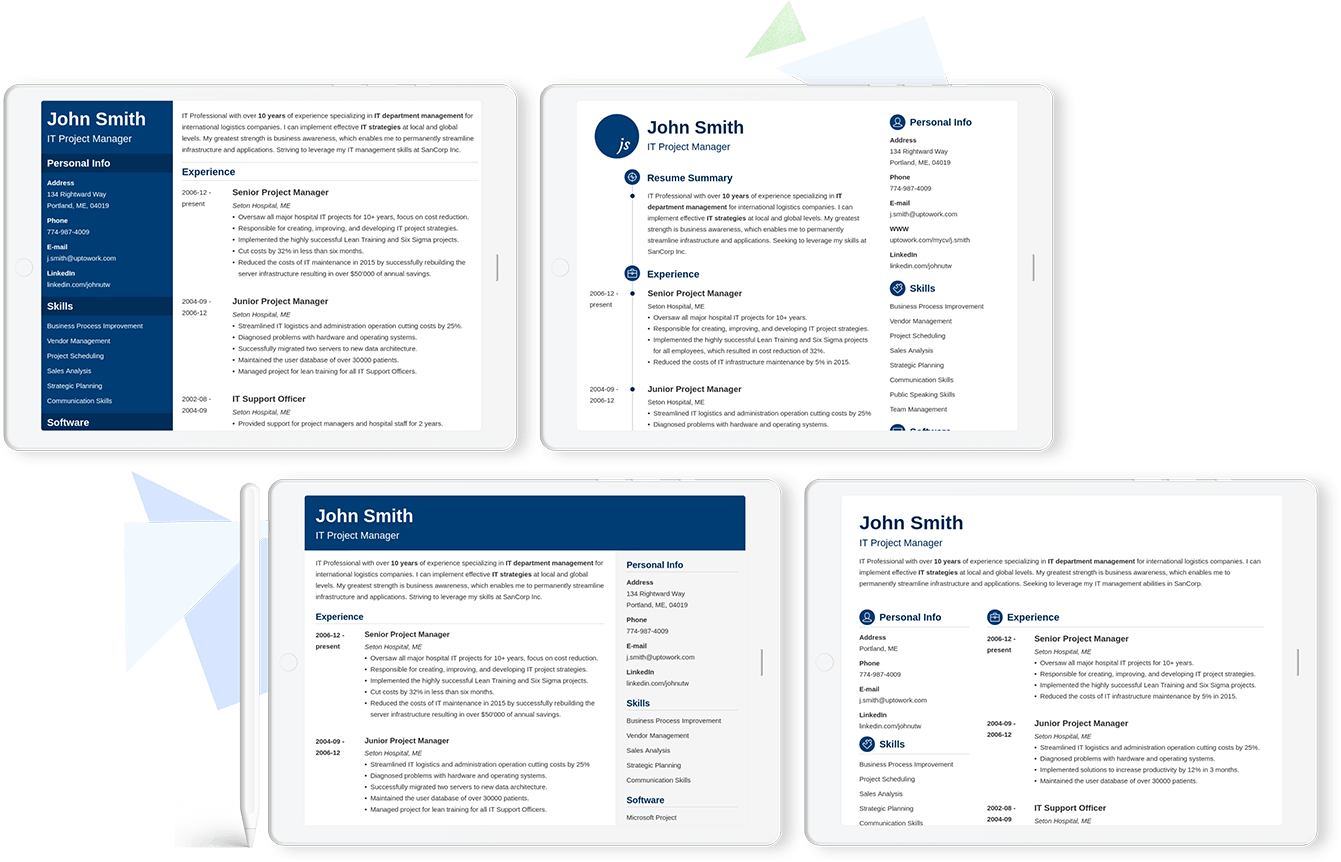 John Smith
IT Project Manager
Personal Info
Address
134 Rightward Way
Portland, ME, 04019
Phone
774-987-4009
E-mail
j.smith@uptowork.com
LinkedIn
linkedin.com/johnutw
Skills
Business Process Improvement
Vendor Management
Project Scheduling
Sales Analysis
Strategic Planning
Communication Skills
Software
IT Professional with over 10 years of experience specializing in IT department management for
international logistics companies. I can implement effective IT strategies at local and global
levels. My greatest strength is business awareness, which enables me to permanently streamline
infrastructure and applications. Striving to leverage my IT management skills at SanCorp Inc.
Experience
2006-12 -
present
Senior Project Manager
Seton Hospital, ME
• Oversaw all major hospital IT projects for 10+ years, focus on cost reduction.
• Responsible for creating, improving, and developing IT project strategies.
• Implemented the highly successful Lean Training and Six Sigma projects.
• Cut costs by 32% in less than six months.
• Reduced the costs of IT maintenance in 2015 by successfully rebuilding the
server infrastructure resulting in over $50'000 of annual savings.
2004-09 -
2006-12
Junior Project Manager
Seton Hospital, ME
• Streamlined IT logistics and administration operation cutting costs by 25%.
• Diagnosed problems with hardware and operating systems.
• Successfully migrated two servers to new data architecture.
• Maintained the user database of over 30000 patients.
• Managed project for lean training for all IT Support Officers.
2002-08 -
2004-09
IT Support Officer
Seton Hospital, ME
• Provided support for project managers and hospital staff for 2 years.
js
John Smith
IT Project Manager
Resume Summary
IT Professional with over 10 years of experience specializing in IT
department management for international logistics companies. I can
implement effective IT strategies at local and global levels. My greatest
strength is business awareness, which enables me to permanently
streamline infrastructure and applications. Seeking to leverage my skills at
SanCorp Inc.
Experience
2006-12 -
present
Senior Project Manager
Seton Hospital, ME
• Oversaw all major hospital IT projects for 10+ years.
• Responsible for creating, improving, and developing IT project strategies.
• Implemented the highly successful Lean Training and Six Sigma projects
for all employees, which resulted in cost reduction of 32%.
• Reduced the costs of IT infrastructure maintenance by 5% in 2015.
2004-09 -
2006-12
Junior Project Manager
Seton Hospital, ME
• Streamlined IT logistics and administration operation cutting costs by 25%
• Diagnosed problems with hardware and operating systems.
Personal Info
Address
134 Rightward Way
Portland, ME, 04019
Phone
774-987-4009
E-mail
j.smith@uptowork.com
WWW
uptowork.com/mycv/j.smith
LinkedIn
linkedin.com/johnutw
Skills
Business Process Improvement
Vendor Management
Project Scheduling
Sales Analysis
Strategic Planning
Communication Skills
Public Speaking Skills
Team Management
Software
John Smith
IT Project Manager
IT Professional with over 10 years of experience specializing in IT department management for
international logistics companies. I can implement effective IT strategies at local and global
levels. My greatest strength is business awareness, which enables me to permanently streamline
infrastructure and applications. Striving to leverage my skills at SanCorp Inc.
Experience
2006-12 -
present
Senior Project Manager
Seton Hospital, ME
• Oversaw all major hospital IT projects for 10+ years, focus on cost reduction.
• Responsible for creating, improving, and developing IT project strategies.
• Implemented the highly successful Lean Training and Six Sigma projects.
• Cut costs by 32% in less than six months.
• Reduced the costs of IT maintenance in 2015 by successfully rebuilding the
server infrastructure resulting in over $50'000 of annual savings.
2004-09 -
2006-12
Junior Project Manager
Seton Hospital, ME
• Streamlined IT logistics and administration operation cutting costs by 25%
• Diagnosed problems with hardware and operating systems.
• Successfully migrated two servers to new data architecture.
• Maintained the user database of over 30000 patients.
• Managed project for lean training for all IT Support Officers.
Personal Info
Address
134 Rightward Way
Portland, ME, 04019
Phone
774-987-4009
E-mail
j.smith@uptowork.com
LinkedIn
linkedin.com/johnutw
Skills
Business Process Improvement
Vendor Management
Sales Analysis
Strategic Planning
Communication Skills
Software
Microsoft Project
John Smith
IT Project Manager
IT Professional with over 10 years of experience specializing in IT department management for international logistics companies. I can
implement effective IT strategies at local and global levels. My greatest strength is business awareness, which enables me to
permanently streamline infrastructure and applications. Seeking to leverage my IT management abilities in SanCorp.
Personal Info
Address
Portland, ME
Phone
774-987-4009
E-mail
j.smith@uptowork.com
LinkedIn
linkedin.com/johnutw
Skills
Business Process Improvement
Project Scheduling
Sales Analysis
Strategic Planning
Communication Skills
Experience
2006-12 -
present
Senior Project Manager
Seton Hospital, ME
• Oversaw all major hospital IT projects for 10+ years.
• Responsible for creating, improving, and developing IT project strategies.
• Implemented the highly successful Lean Training and Six Sigma projects.
• Reduced the costs of IT infrastructure maintenance by 5% in 2015.
2004-09 -
2006-12
Junior Project Manager
Seton Hospital, ME
• Streamlined IT logistics and administration operation cutting costs by 25%.
• Diagnosed problems with hardware and operating systems.
• Implemented solutions to increase productivity by 12% in 3 months.
• Maintained the user database of over 30000 patients.
2002-08 -
2004-09
IT Support Officer
Seton Hospital, ME